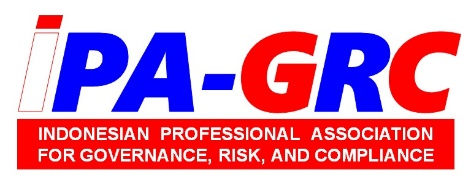 iPA-GRC
INDONESIAN PROFESSIONAL ASSOCIATION
FOR GOVERNANCE, RISK, AND COMPLIANCE